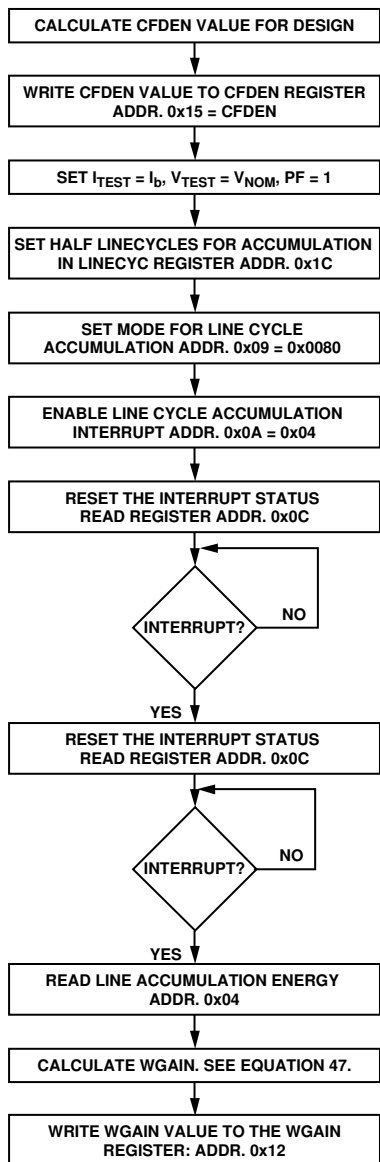 CALCULATE CFDEN VALUE FOR DESIGN
WRITE CFDEN VALUE TO CFDEN REGISTER
ADDR. 0x15 = CFDEN
SET I_TEST = I_b, V_TEST = V_NOM, PF = 1
SET HALF LINECYCLES FOR ACCUMULATION
IN LINECYC REGISTER ADDR. 0x1C
SET MODE FOR LINE CYCLE
ACCUMULATION ADDR. 0x09 = 0x0080
ENABLE LINE CYCLE ACCUMULATION
INTERRUPT ADDR. 0x0A = 0x04
RESET THE INTERRUPT STATUS
READ REGISTER ADDR. 0x0C
INTERRUPT?
NO
YES
RESET THE INTERRUPT STATUS
READ REGISTER ADDR. 0x0C
INTERRUPT?
NO
YES
READ LINE ACCUMULATION ENERGY
ADDR. 0x04
CALCULATE WGAIN. SEE EQUATION 47.
WRITE WGAIN VALUE TO THE WGAIN
REGISTER: ADDR. 0x12